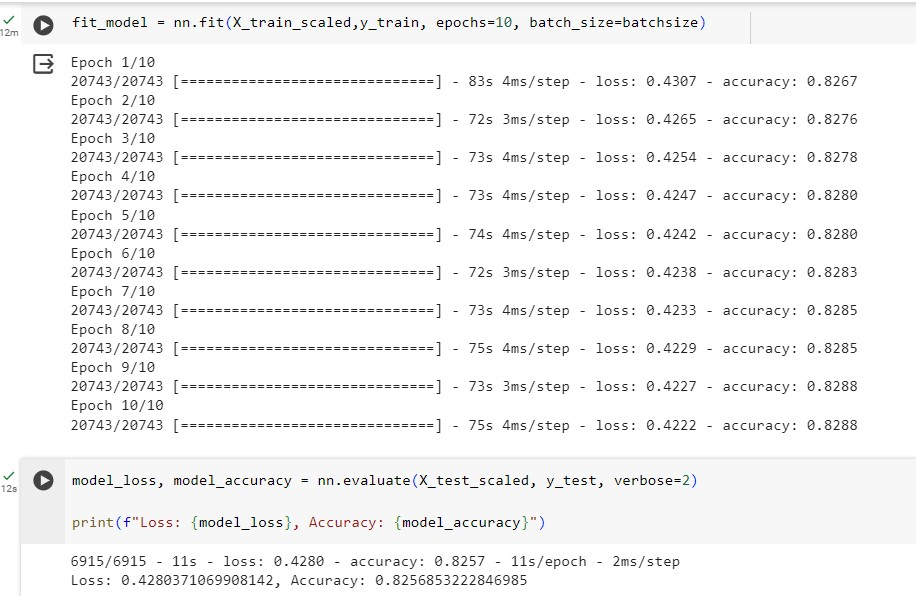 12m
fit_model = nn.fit(X_train_scaled,y_train, epochs=10, batch_size=batchsize)
Epoch 1/10
20743/20743 [==============================] - 83s 4ms/step - loss: 0.4307 - accuracy: 0.8267
Epoch 2/10
20743/20743 [==============================] - 72s 3ms/step - loss: 0.4265 - accuracy: 0.8276
Epoch 3/10
20743/20743 [==============================] - 73s 4ms/step - loss: 0.4254 - accuracy: 0.8278
Epoch 4/10
20743/20743 [==============================] - 73s 4ms/step - loss: 0.4247 - accuracy: 0.8280
Epoch 5/10
20743/20743 [==============================] - 74s 4ms/step - loss: 0.4242 - accuracy: 0.8280
Epoch 6/10
20743/20743 [==============================] - 72s 3ms/step - loss: 0.4238 - accuracy: 0.8283
Epoch 7/10
20743/20743 [==============================] - 73s 4ms/step - loss: 0.4233 - accuracy: 0.8285
Epoch 8/10
20743/20743 [==============================] - 75s 4ms/step - loss: 0.4229 - accuracy: 0.8285
Epoch 9/10
20743/20743 [==============================] - 73s 3ms/step - loss: 0.4227 - accuracy: 0.8288
Epoch 10/10
20743/20743 [==============================] - 75s 4ms/step - loss: 0.4222 - accuracy: 0.8288
12s
model_loss, model_accuracy = nn.evaluate(X_test_scaled, y_test, verbose=2)
print(f"Loss: {model_loss}, Accuracy: {model_accuracy}")
6915/6915 - 11s - loss: 0.4280 - accuracy: 0.8257 - 11s/epoch - 2ms/step
Loss: 0.4280371069908142, Accuracy: 0.8256853222846985